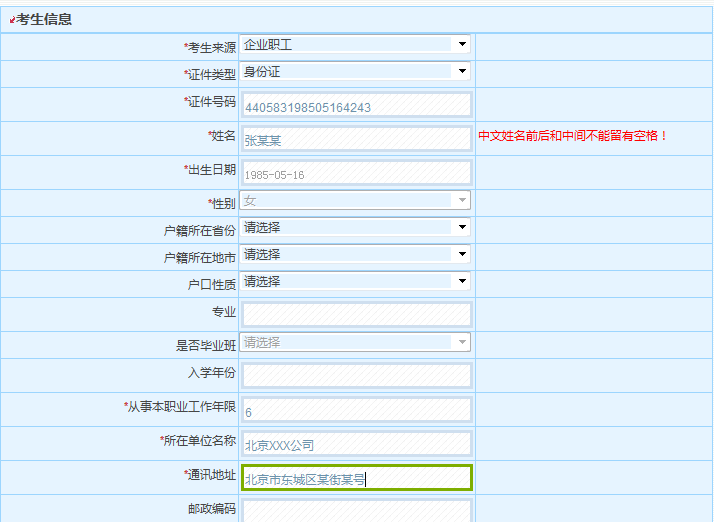 考生信息
*考生来源 企业职工
*证件类型 身份证
*证件号码 440583198505164243
*姓名 张某某 中文姓名前后和中间不能留有空格！
*出生日期 1985-05-16
*性别 女
户籍所在省份 请选择
户籍所在地市 请选择
户口性质 请选择
专业
是否毕业班 请选择
入学年份
*从事本职业工作年限 6
*所在单位名称 北京XXX公司
*通讯地址 北京市东城区某街某号
邮政编码